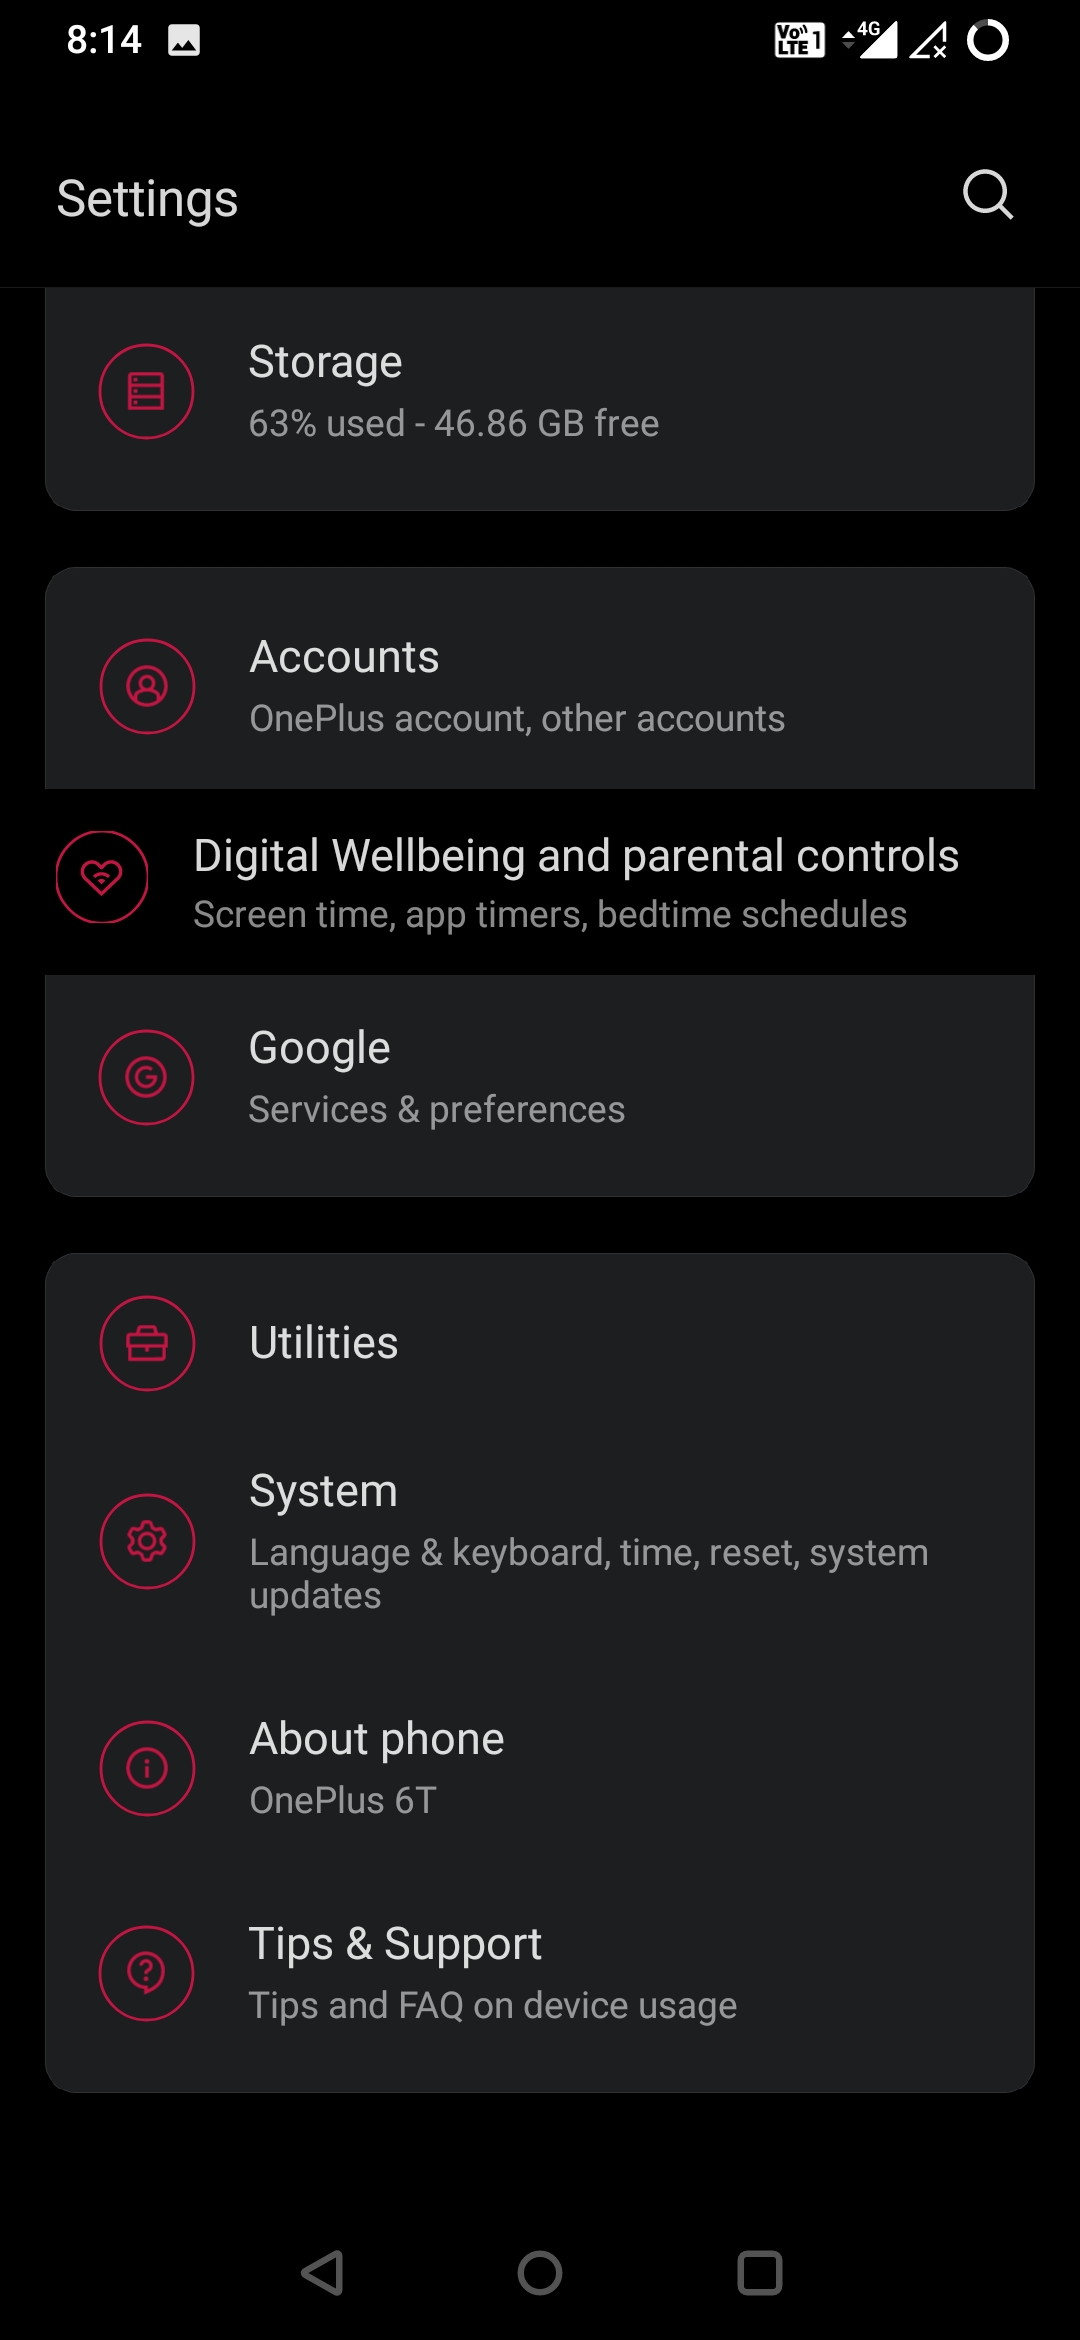 8:14
Vo LTE 1 4G
Settings
Storage
63% used - 46.86 GB free
Accounts
OnePlus account, other accounts
Digital Wellbeing and parental controls
Screen time, app timers, bedtime schedules
Google
Services & preferences
Utilities
System
Language & keyboard, time, reset, system
updates
About phone
OnePlus 6T
Tips & Support
Tips and FAQ on device usage